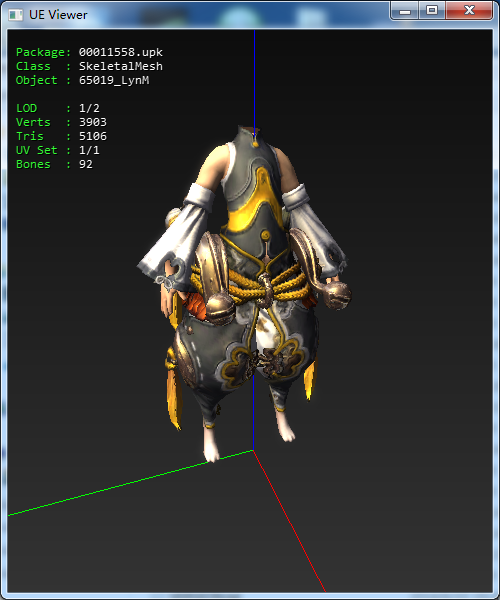 UE Viewer
Package: 00011558.upk
Class : SkeletalMesh
Object : 65019_LynM
LOD : 1/2
Verts : 3903
Tris : 5106
UV Set : 1/1
Bones : 92